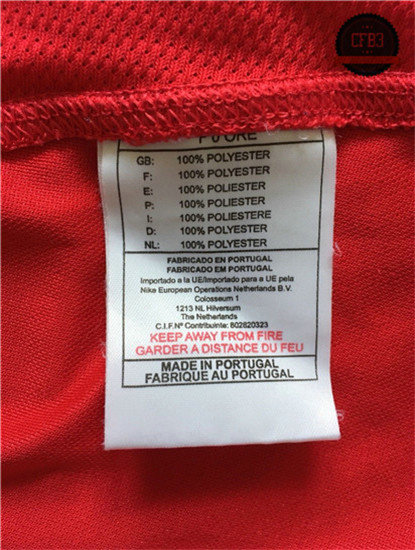 CFB3
GB: 100% POLYESTER
F: 100% POLYESTER
E: 100% POLIESTER
P: 100% POLIESTER
I: 100% POLIESTERE
D: 100% POLYESTER
NL: 100% POLYESTER
FABRICADO EN PORTUGAL
FABRICADO EM PORTUGAL
Importado a la UE/Importado para a UE pela
Nike European Operations Netherlands B.V.
Colosseum 1
1213 NL Hilversum
The Netherlands
C.I.F.Nº Contribuinte: 802820323
KEEP AWAY FROM FIRE
GARDER A DISTANCE DU FEU
MADE IN PORTUGAL
FABRIQUE AU PORTUGAL